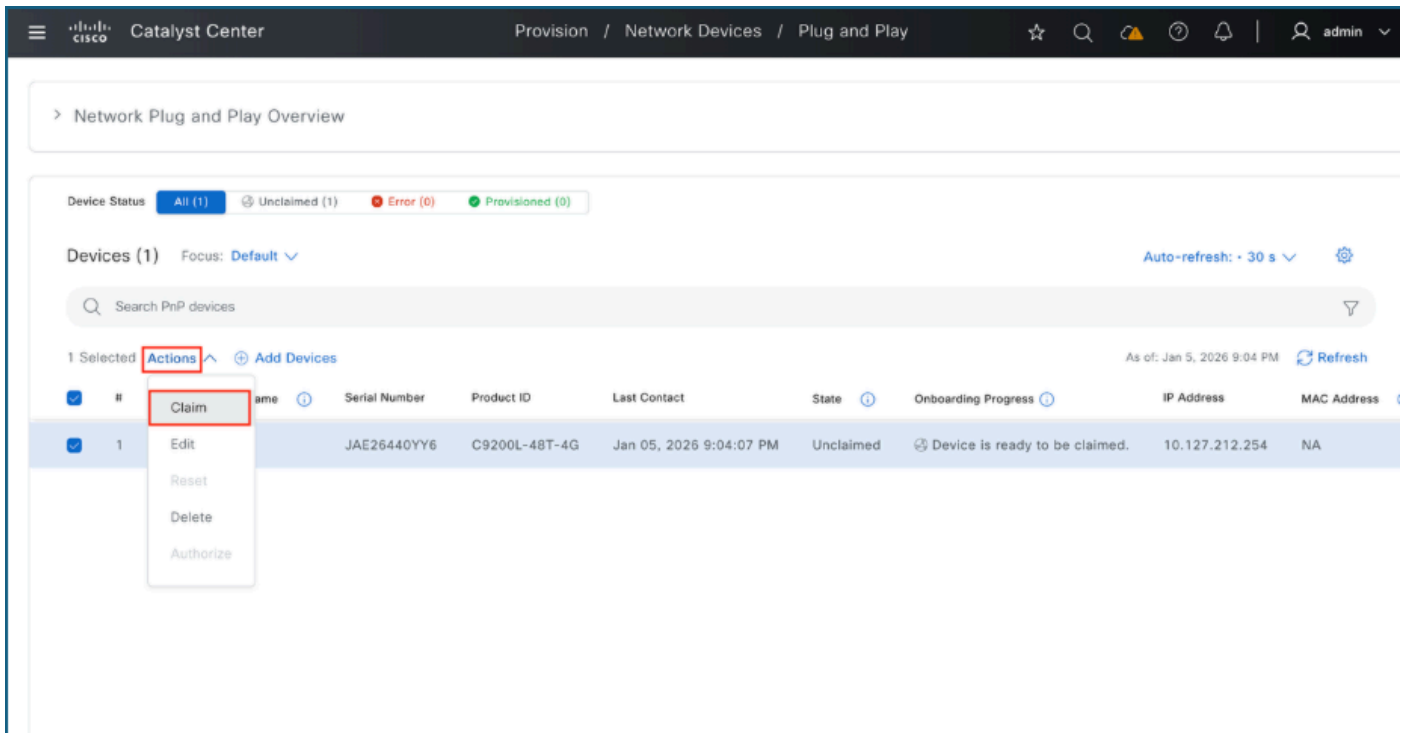 cisco Catalyst Center Provision / Network Devices / Plug and Play admin
> Network Plug and Play Overview
Device Status All (1) Unclaimed (1) Error (0) Provisioned (0)
Devices (1) Focus: Default Auto-refresh: • 30 s
Search PnP devices
1 Selected Actions Add Devices As of: Jan 5, 2026 9:04 PM Refresh
# ame Serial Number Product ID Last Contact State Onboarding Progress IP Address MAC Address
1 JAE26440YY6 C9200L-48T-4G Jan 05, 2026 9:04:07 PM Unclaimed Device is ready to be claimed. 10.127.212.254 NA
Claim
Edit
Reset
Delete
Authorize